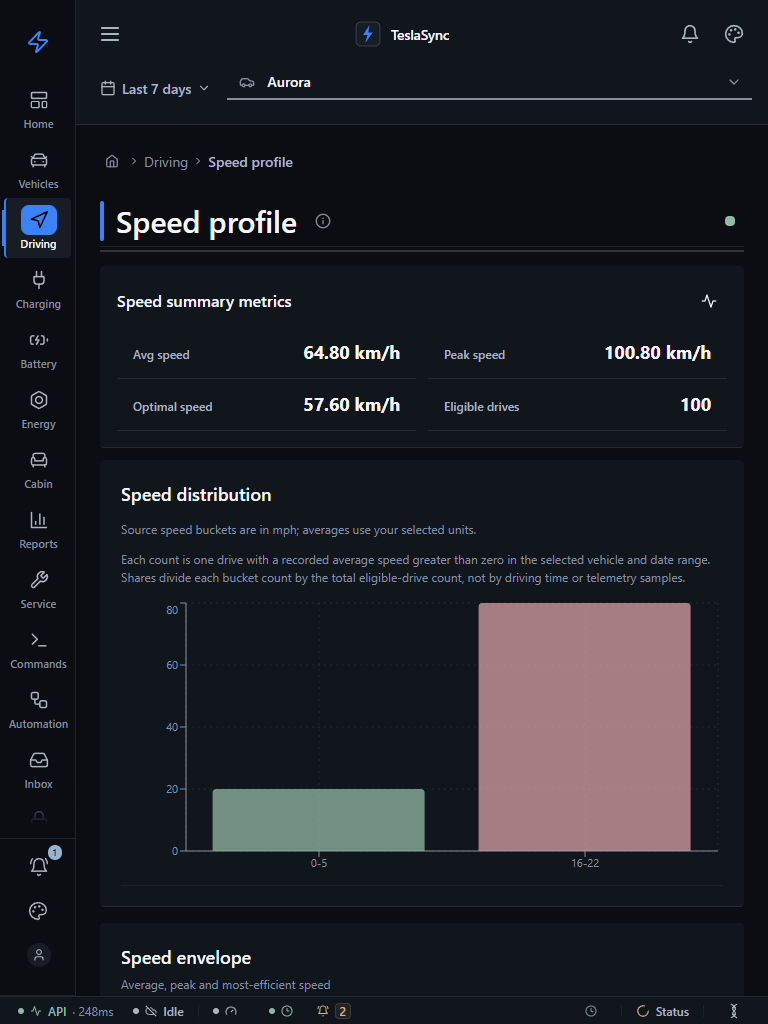 TeslaSync
Last 7 days
Aurora
Home
Vehicles
Driving
Charging
Battery
Energy
Cabin
Reports
Service
Commands
Automation
Inbox
1
Driving
Speed profile
Speed profile
Speed summary metrics
Avg speed 64.80 km/h
Peak speed 100.80 km/h
Optimal speed 57.60 km/h
Eligible drives 100
Speed distribution
Source speed buckets are in mph; averages use your selected units.
Each count is one drive with a recorded average speed greater than zero in the selected vehicle and date range.
Shares divide each bucket count by the total eligible-drive count, not by driving time or telemetry samples.
80
60
40
20
0
0-5
16-22
Speed envelope
Average, peak and most-efficient speed
API · 248ms
Idle
2
Status